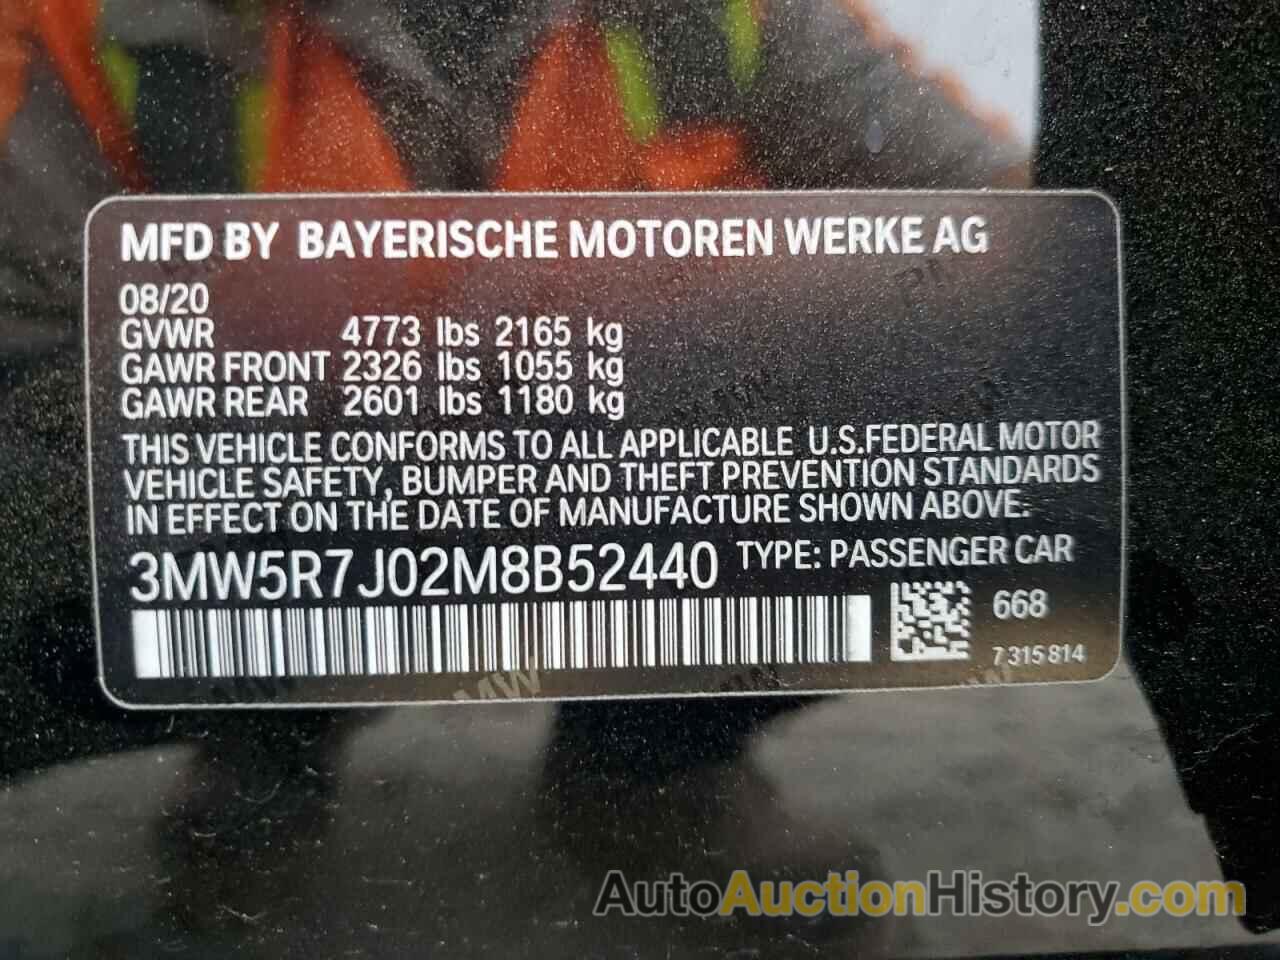 MFD BY BAYERISCHE MOTOREN WERKE AG
08/20
GVWR 4773 lbs 2165 kg
GAWR FRONT 2326 lbs 1055 kg
GAWR REAR 2601 lbs 1180 kg
THIS VEHICLE CONFORMS TO ALL APPLICABLE U.S.FEDERAL MOTOR
VEHICLE SAFETY, BUMPER AND THEFT PREVENTION STANDARDS
IN EFFECT ON THE DATE OF MANUFACTURE SHOWN ABOVE:
3MW5R7J02M8B52440 TYPE: PASSENGER CAR
668
7 315 814
AutoAuctionHistory.com